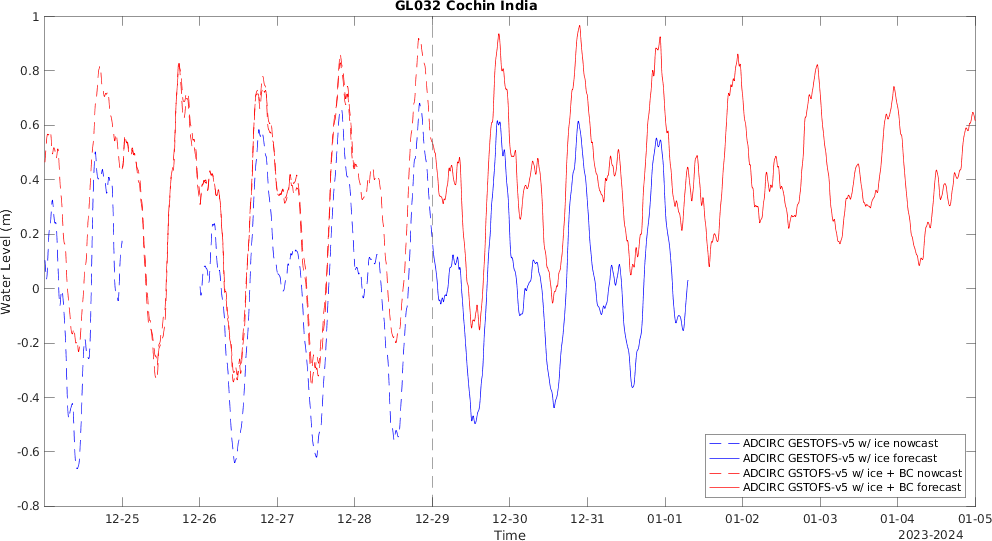 GL032 Cochin India
1
0.8
0.6
0.4
0.2
0
-0.2
-0.4
-0.6
-0.8
Water Level (m)
12-25 12-26 12-27 12-28 12-29 12-30 12-31 01-01 01-02 01-03 01-04 01-05
Time
2023-2024
ADCIRC GESTOFS-v5 w/ ice nowcast
ADCIRC GESTOFS-v5 w/ ice forecast
ADCIRC GSTOFS-v5 w/ ice + BC nowcast
ADCIRC GSTOFS-v5 w/ ice + BC forecast